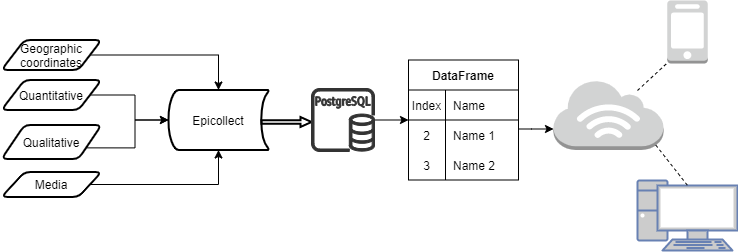 Geographic
coordinates
Quantitative
Qualitative
Media
Epicollect
PostgreSQL
DataFrame
Index Name
2 Name 1
3 Name 2